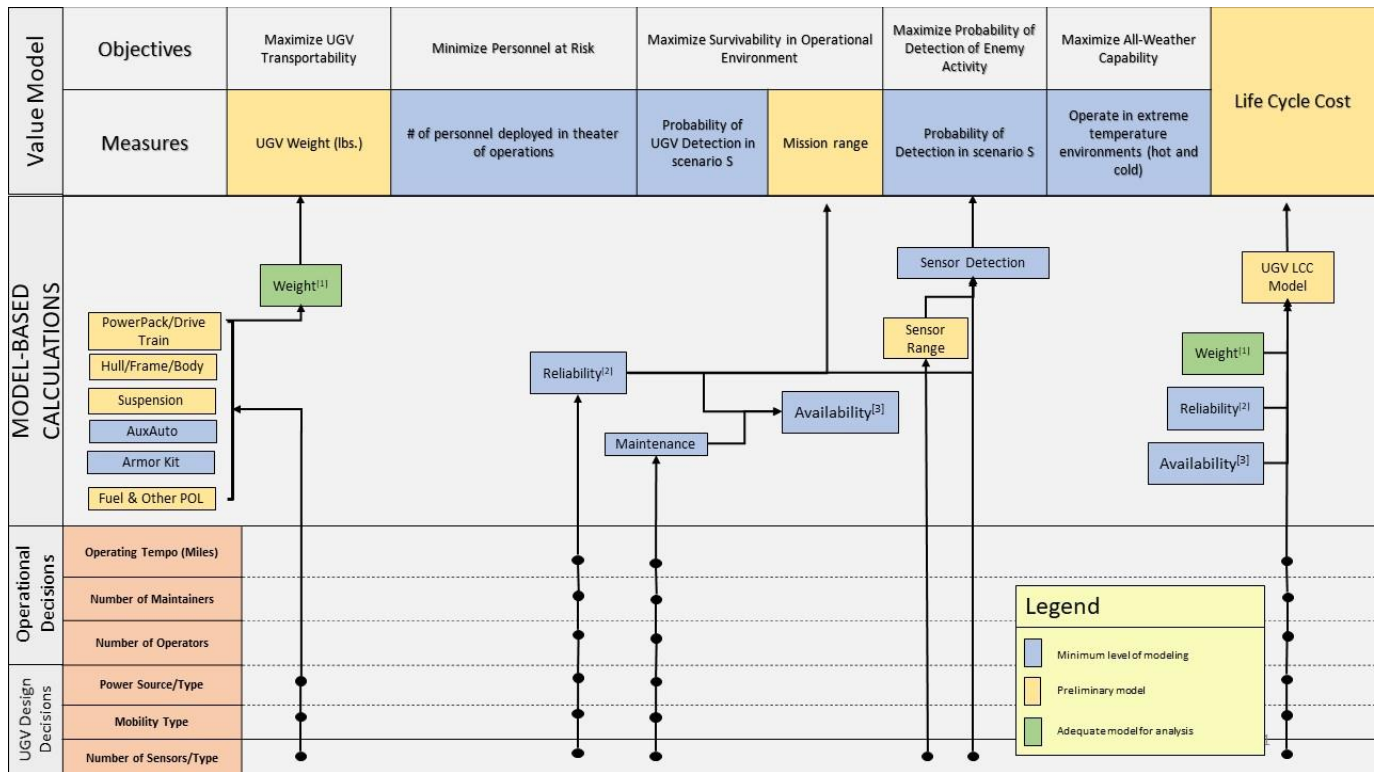 Value Model
Objectives
Maximize UGV
Transportability
Minimize Personnel at Risk
Maximize Survivability in Operational
Environment
Maximize Probability of
Detection of Enemy
Activity
Maximize All-Weather
Capability
Life Cycle Cost
Measures
UGV Weight (lbs.)
# of personnel deployed in theater
of operations
Probability of
UGV Detection in
scenario S
Mission range
Probability of
Detection in scenario S
Operate in extreme
temperature
environments (hot and
cold)
MODEL-BASED
CALCULATIONS
Weight[1]
PowerPack/Drive
Train
Hull/Frame/Body
Suspension
AuxAuto
Armor Kit
Fuel & Other POL
Reliability[2]
Maintenance
Availability[3]
Sensor Detection
Sensor
Range
UGV LCC
Model
Weight[1]
Reliability[2]
Availability[3]
Operational
Decisions
Operating Tempo (Miles)
Number of Maintainers
Number of Operators
UGV Design
Decisions
Power Source/Type
Mobility Type
Number of Sensors/Type
Legend
Minimum level of modeling
Preliminary model
Adequate model for analysis